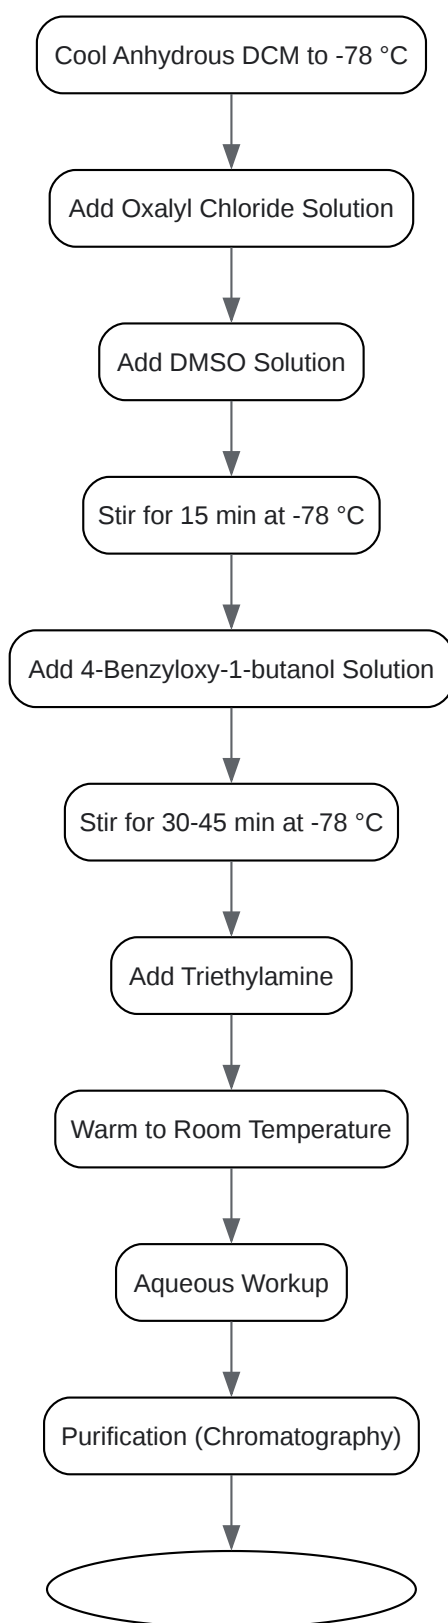 Cool Anhydrous DCM to -78 °C
Add Oxalyl Chloride Solution
Add DMSO Solution
Stir for 15 min at -78 °C
Add 4-Benzyloxy-1-butanol Solution
Stir for 30-45 min at -78 °C
Add Triethylamine
Warm to Room Temperature
Aqueous Workup
Purification (Chromatography)